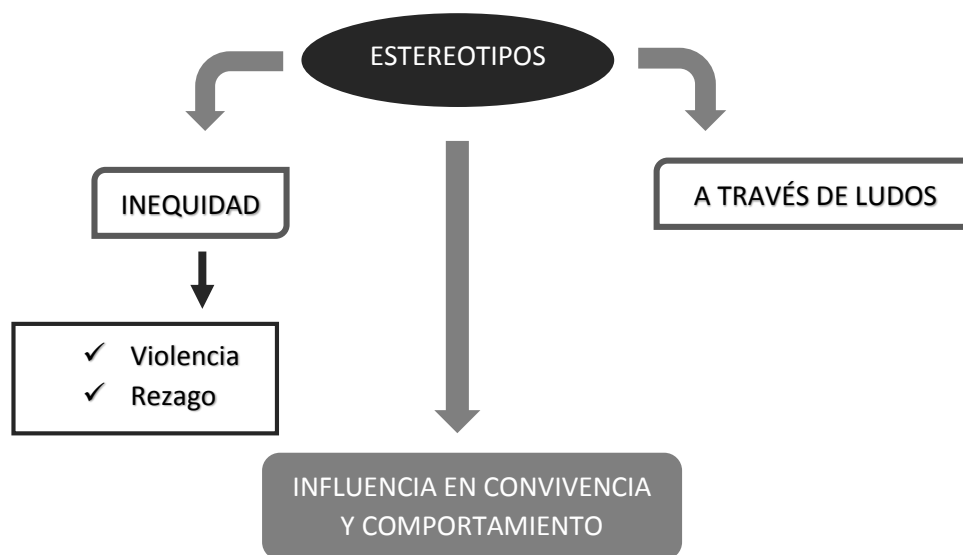 ESTEREOTIPOS
INEQUIDAD
A TRAVÉS DE LUDOS
✓ Violencia
✓ Rezago
INFLUENCIA EN CONVIVENCIA
Y COMPORTAMIENTO